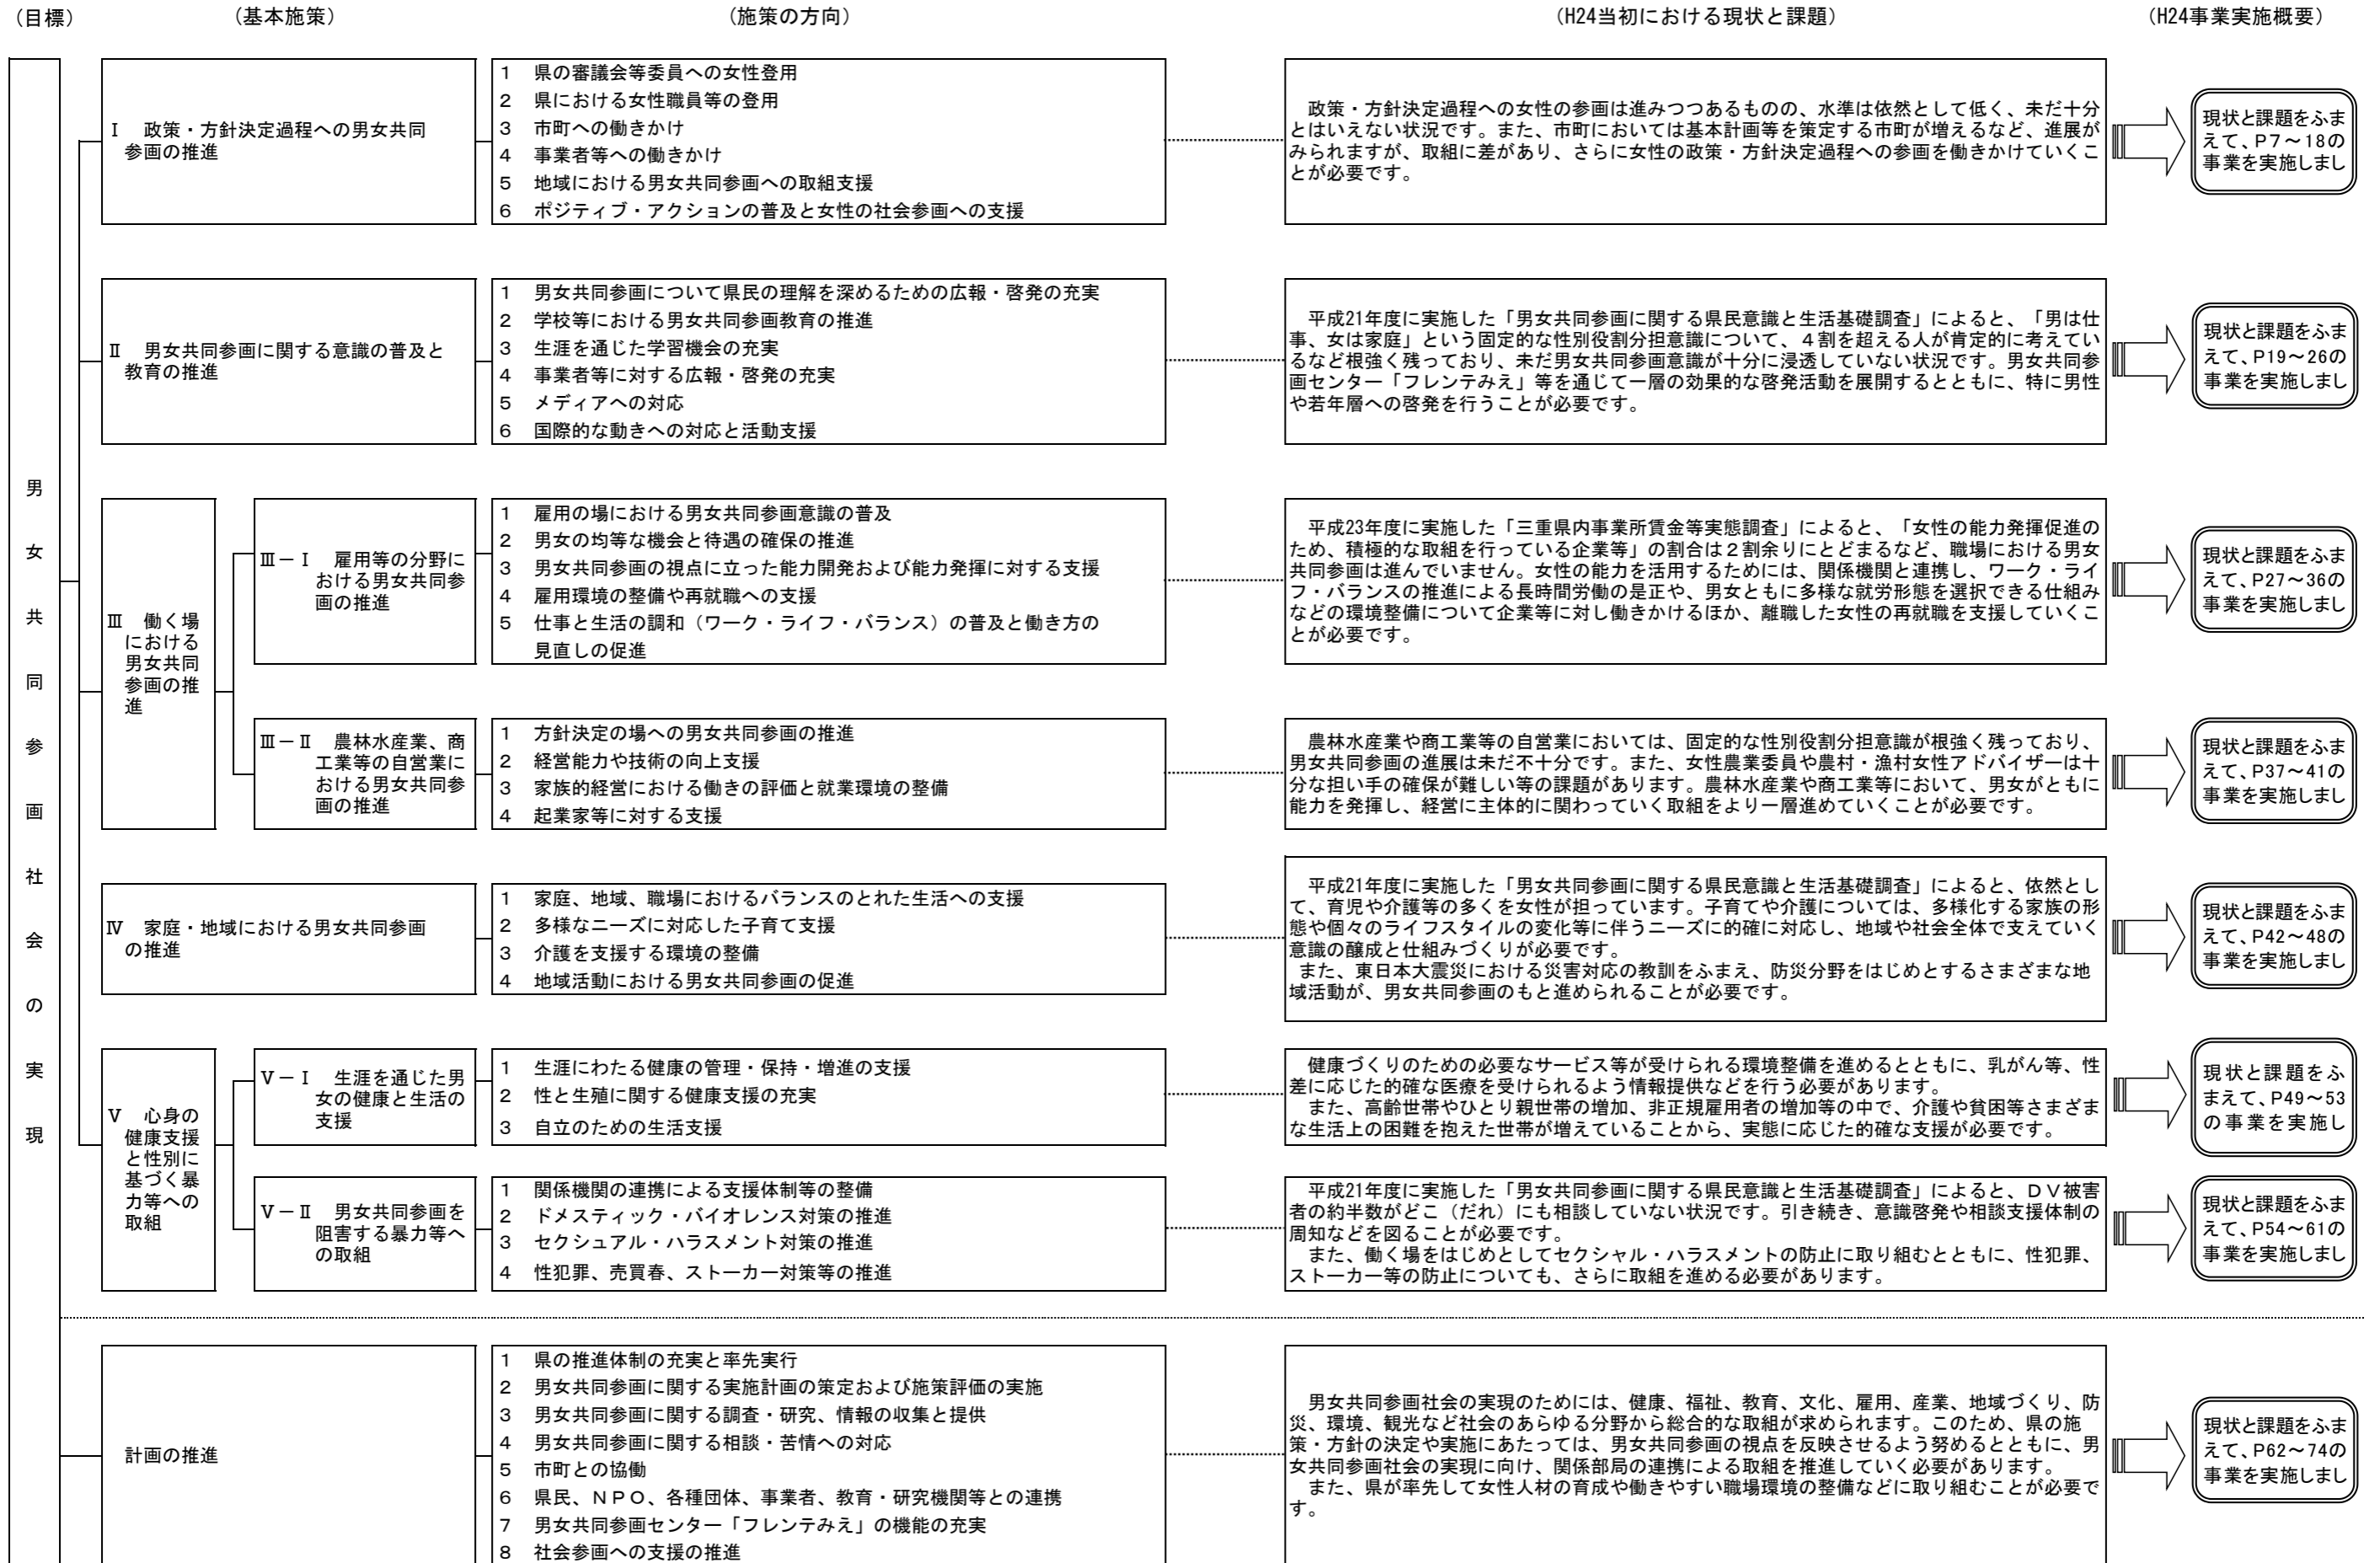 （目標）
（基本施策）
（施策の方向）
（H24当初における現状と課題）
（H24事業実施概要）
男女共同参画社会の実現
Ⅰ　政策・方針決定過程への男女共同
参画の推進
1　県の審議会等委員への女性登用
2　県における女性職員等の登用
3　市町への働きかけ
4　事業者等への働きかけ
5　地域における男女共同参画への取組支援
6　ポジティブ・アクションの普及と女性の社会参画への支援
政策・方針決定過程への女性の参画は進みつつあるものの、水準は依然として低く、未だ十分
とはいえない状況です。また、市町においては基本計画等を策定する市町が増えるなど、進展が
みられますが、取組に差があり、さらに女性の政策・方針決定過程への参画を働きかけていくこ
とが必要です。
現状と課題をふま
えて、P7～18の
事業を実施しまし
Ⅱ　男女共同参画に関する意識の普及と
教育の推進
1　男女共同参画について県民の理解を深めるための広報・啓発の充実
2　学校等における男女共同参画教育の推進
3　生涯を通じた学習機会の充実
4　事業者等に対する広報・啓発の充実
5　メディアへの対応
6　国際的な動きへの対応と活動支援
平成21年度に実施した「男女共同参画に関する県民意識と生活基礎調査」によると、「男は仕
事、女は家庭」という固定的な性別役割分担意識について、４割を超える人が肯定的に考えてい
るなど根強く残っており、未だ男女共同参画意識が十分に浸透していない状況です。男女共同参
画センター「フレンテみえ」等を通じて一層の効果的な啓発活動を展開するとともに、特に男性
や若年層への啓発を行うことが必要です。
現状と課題をふま
えて、P19～26の
事業を実施しまし
Ⅲ　働く場
における
男女共同
参画の推
進
Ⅲ－Ⅰ　雇用等の分野に
おける男女共同参
画の推進
1　雇用の場における男女共同参画意識の普及
2　男女の均等な機会と待遇の確保の推進
3　男女共同参画の視点に立った能力開発および能力発揮に対する支援
4　雇用環境の整備や再就職への支援
5　仕事と生活の調和（ワーク・ライフ・バランス）の普及と働き方の
見直しの促進
平成23年度に実施した「三重県内事業所賃金等実態調査」によると、「女性の能力発揮促進の
ため、積極的な取組を行っている企業等」の割合は２割余りにとどまるなど、職場における男女
共同参画は進んでいません。女性の能力を活用するためには、関係機関と連携し、ワーク・ライ
フ・バランスの推進による長時間労働の是正や、男女ともに多様な就労形態を選択できる仕組み
などの環境整備について企業等に対し働きかけるほか、離職した女性の再就職を支援していくこ
とが必要です。
現状と課題をふま
えて、P27～36の
事業を実施しまし
Ⅲ－Ⅱ　農林水産業、商
工業等の自営業に
おける男女共同参
画の推進
1　方針決定の場への男女共同参画の推進
2　経営能力や技術の向上支援
3　家族的経営における働きの評価と就業環境の整備
4　起業家等に対する支援
農林水産業や商工業等の自営業においては、固定的な性別役割分担意識が根強く残っており、
男女共同参画の進展は未だ不十分です。また、女性農業委員や農村・漁村女性アドバイザーは十
分な担い手の確保が難しい等の課題があります。農林水産業や商工業等において、男女がともに
能力を発揮し、経営に主体的に関わっていく取組をより一層進めていくことが必要です。
現状と課題をふま
えて、P37～41の
事業を実施しまし
Ⅳ　家庭・地域における男女共同参画
の推進
1　家庭、地域、職場におけるバランスのとれた生活への支援
2　多様なニーズに対応した子育て支援
3　介護を支援する環境の整備
4　地域活動における男女共同参画の促進
平成21年度に実施した「男女共同参画に関する県民意識と生活基礎調査」によると、依然とし
て、育児や介護等の多くを女性が担っています。子育てや介護については、多様化する家族の形
態や個々のライフスタイルの変化等に伴うニーズに的確に対応し、地域や社会全体で支えていく
意識の醸成と仕組みづくりが必要です。
また、東日本大震災における災害対応の教訓をふまえ、防災分野をはじめとするさまざまな地
域活動が、男女共同参画のもと進められることが必要です。
現状と課題をふま
えて、P42～48の
事業を実施しまし
Ⅴ　心身の
健康支援
と性別に
基づく暴
力等への
取組
Ⅴ－Ⅰ　生涯を通じた男
女の健康と生活の
支援
1　生涯にわたる健康の管理・保持・増進の支援
2　性と生殖に関する健康支援の充実
3　自立のための生活支援
健康づくりのための必要なサービス等が受けられる環境整備を進めるとともに、乳がん等、性
差に応じた的確な医療を受けられるよう情報提供などを行う必要があります。
また、高齢世帯やひとり親世帯の増加、非正規雇用者の増加等の中で、介護や貧困等さまざま
な生活上の困難を抱えた世帯が増えていることから、実態に応じた的確な支援が必要です。
現状と課題をふ
まえて、P49～53
の事業を実施し
Ⅴ－Ⅱ　男女共同参画を
阻害する暴力等へ
の取組
1　関係機関の連携による支援体制等の整備
2　ドメスティック・バイオレンス対策の推進
3　セクシュアル・ハラスメント対策の推進
4　性犯罪、売買春、ストーカー対策等の推進
平成21年度に実施した「男女共同参画に関する県民意識と生活基礎調査」によると、ＤＶ被害
者の約半数がどこ（だれ）にも相談していない状況です。引き続き、意識啓発や相談支援体制の
周知などを図ることが必要です。
また、働く場をはじめとしてセクシャル・ハラスメントの防止に取り組むとともに、性犯罪、
ストーカー等の防止についても、さらに取組を進める必要があります。
現状と課題をふま
えて、P54～61の
事業を実施しまし
計画の推進
1　県の推進体制の充実と率先実行
2　男女共同参画に関する実施計画の策定および施策評価の実施
3　男女共同参画に関する調査・研究、情報の収集と提供
4　男女共同参画に関する相談・苦情への対応
5　市町との協働
6　県民、ＮＰＯ、各種団体、事業者、教育・研究機関等との連携
7　男女共同参画センター「フレンテみえ」の機能の充実
8　社会参画への支援の推進
男女共同参画社会の実現のためには、健康、福祉、教育、文化、雇用、産業、地域づくり、防
災、環境、観光など社会のあらゆる分野から総合的な取組が求められます。このため、県の施
策・方針の決定や実施にあたっては、男女共同参画の視点を反映させるよう努めるとともに、男
女共同参画社会の実現に向け、関係部局の連携による取組を推進していく必要があります。
また、県が率先して女性人材の育成や働きやすい職場環境の整備などに取り組むことが必要で
す。
現状と課題をふま
えて、P62～74の
事業を実施しまし